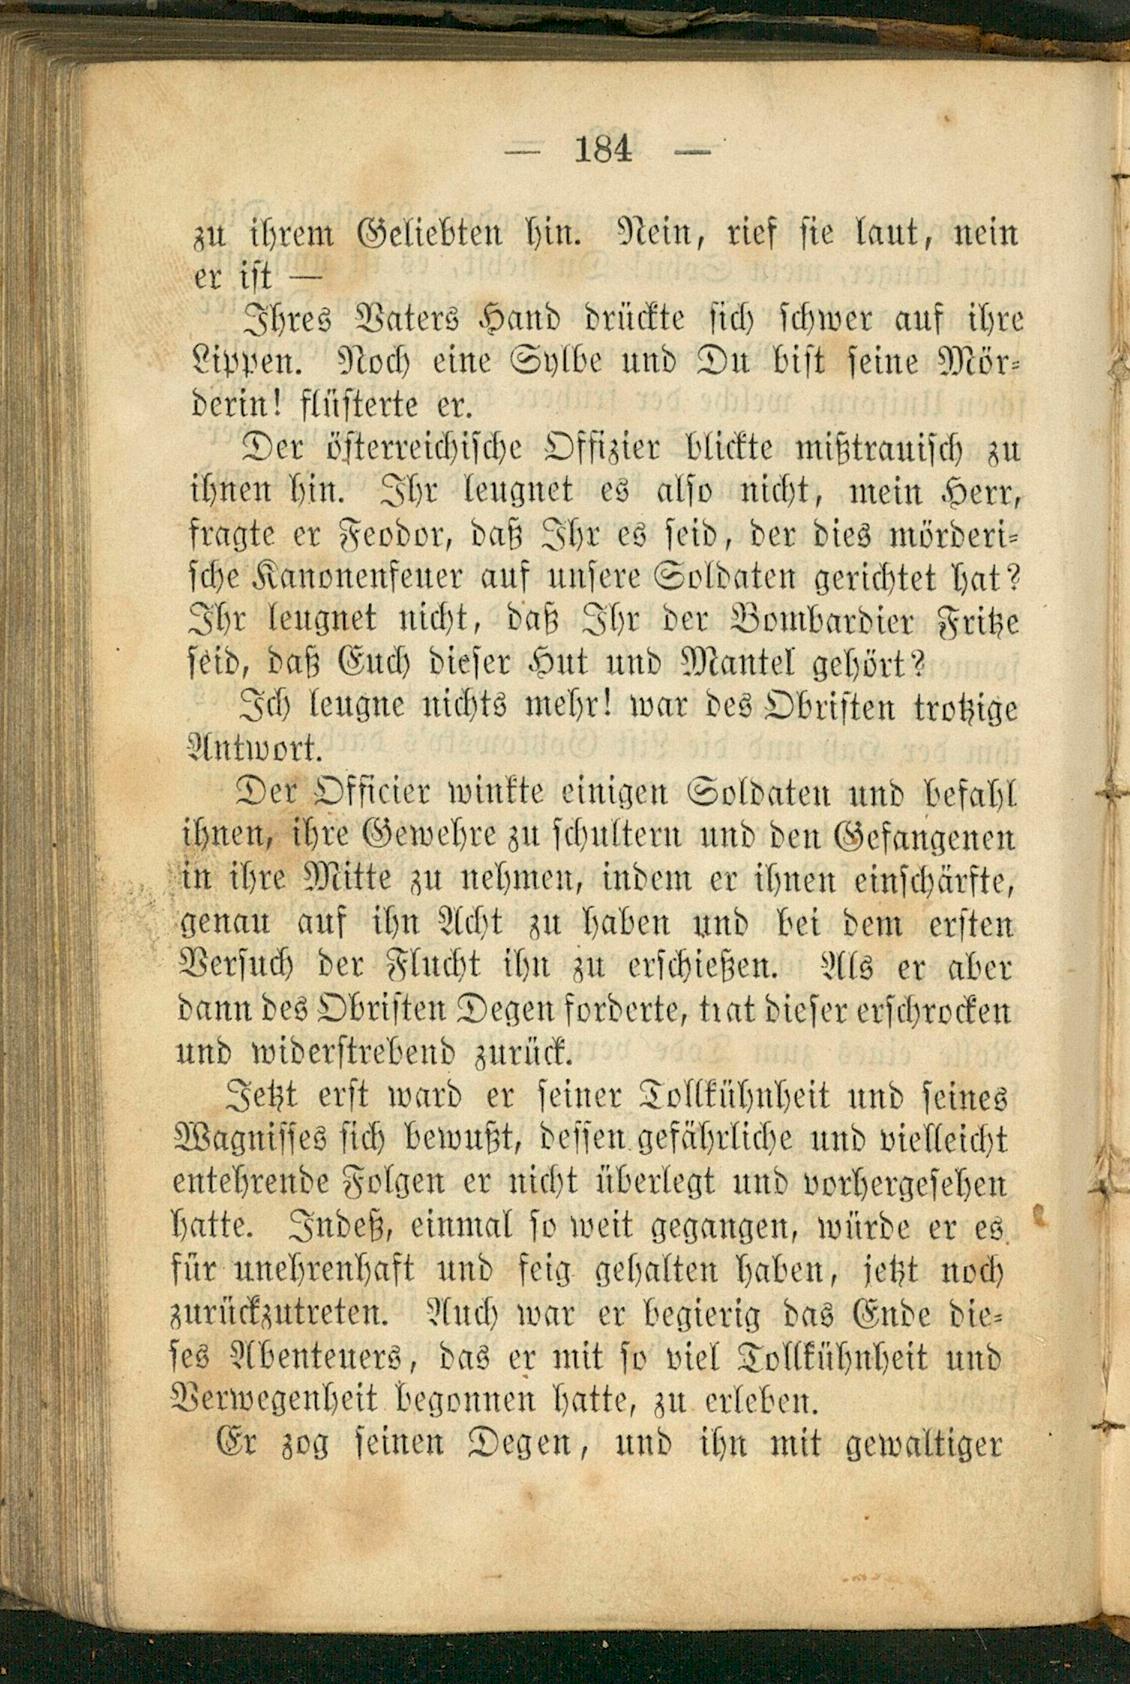 — 184 —
zu ihrem Geliebten hin. Nein, rief sie laut, nein
er ist —
Ihres Vaters Hand drückte sich schwer auf ihre
Lippen. Noch eine Sylbe und Du bist seine Mör-
derin! flüsterte er.
Der österreichische Offizier blickte mißtrauisch zu
ihnen hin. Ihr leugnet es also nicht, mein Herr,
fragte er Feodor, daß Ihr es seid, der dies mörderi-
sche Kanonenfeuer auf unsere Soldaten gerichtet hat?
Ihr leugnet nicht, daß Ihr der Bombardier Fritze
seid, daß Euch dieser Hut und Mantel gehört?
Ich leugne nichts mehr! war des Obristen trotzige
Antwort.
Der Officier winkte einigen Soldaten und befahl
ihnen, ihre Gewehre zu schultern und den Gefangenen
in ihre Mitte zu nehmen, indem er ihnen einschärfte,
genau auf ihn Acht zu haben und bei dem ersten
Versuch der Flucht ihn zu erschießen. Als er aber
dann des Obristen Degen forderte, trat dieser erschrocken
und widerstrebend zurück.
Jetzt erst ward er seiner Tollkühnheit und seines
Wagnisses sich bewußt, dessen gefährliche und vielleicht
entehrende Folgen er nicht überlegt und vorhergesehen
hatte. Indeß, einmal so weit gegangen, würde er es
für unehrenhaft und feig gehalten haben, jetzt noch
zurückzutreten. Auch war er begierig das Ende die-
ses Abenteuers, das er mit so viel Tollkühnheit und
Verwegenheit begonnen hatte, zu erleben.
Er zog seinen Degen, und ihn mit gewaltiger